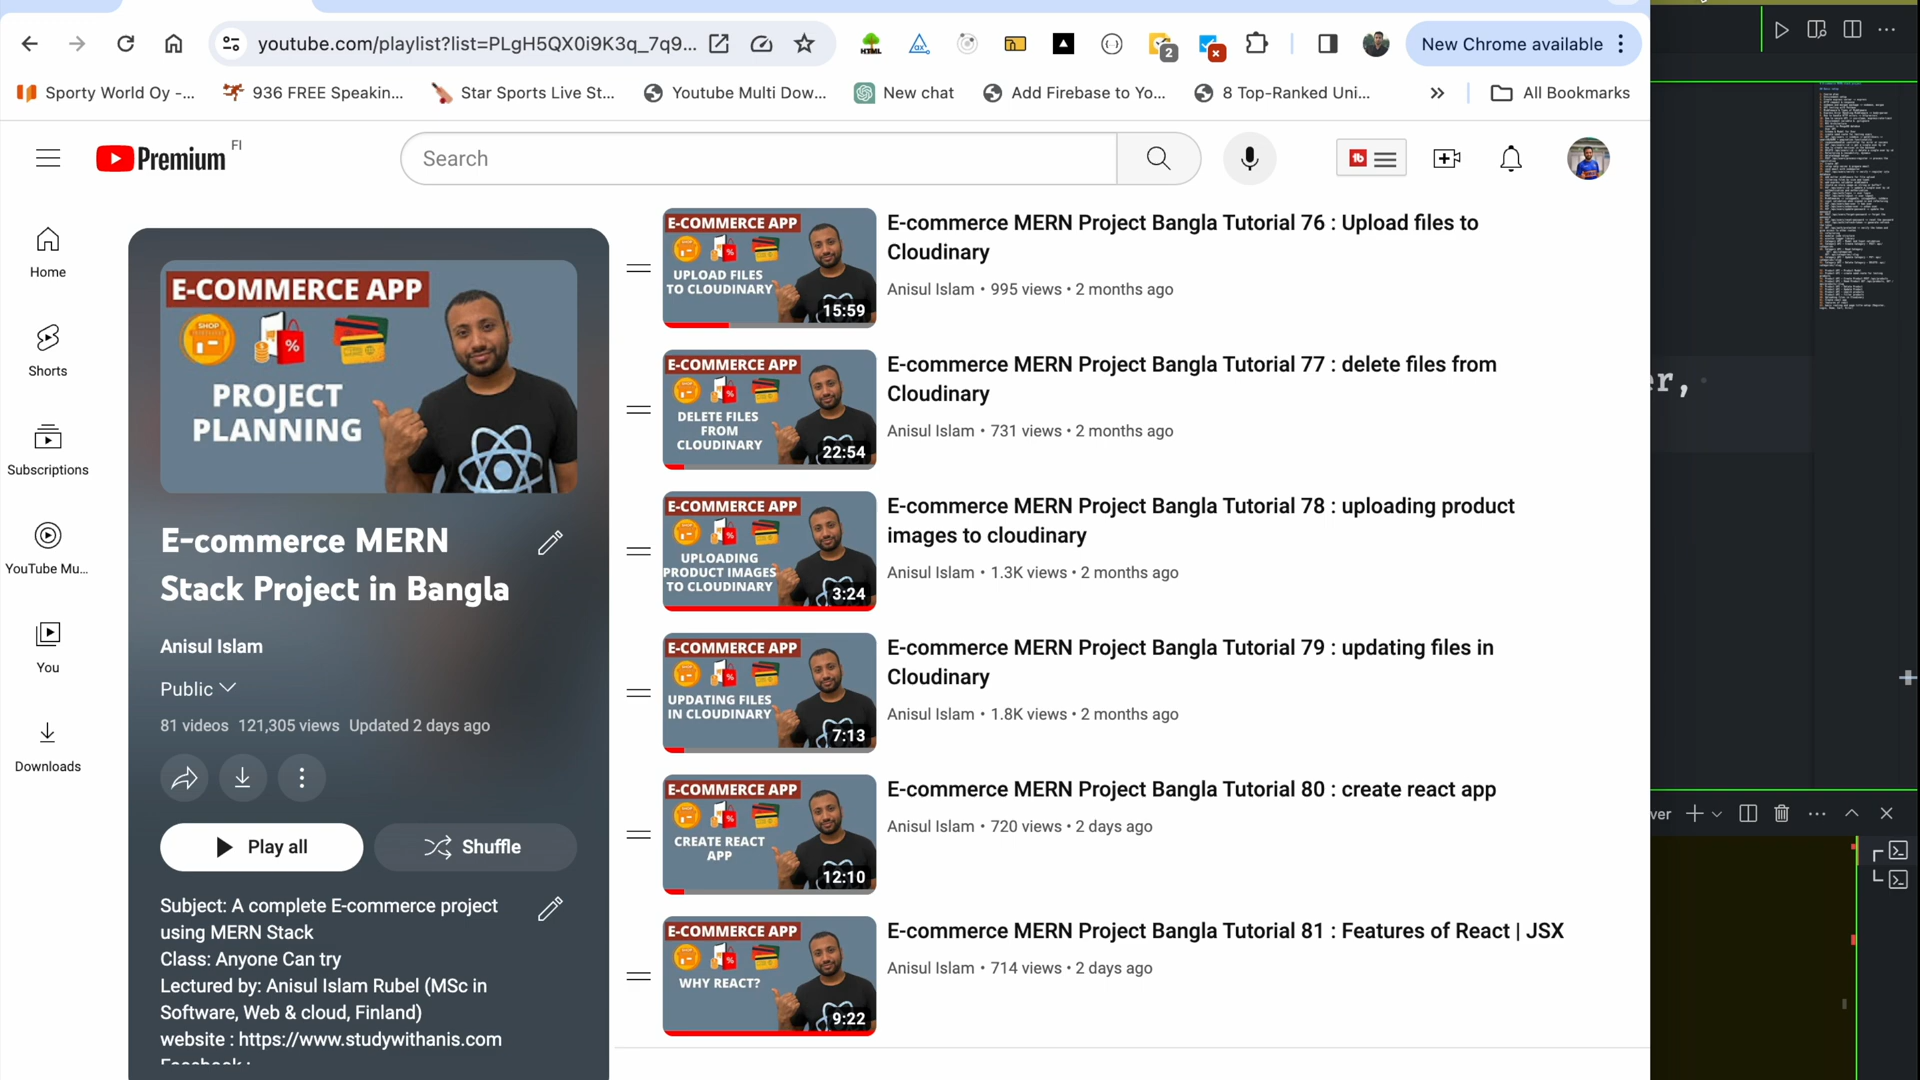 youtube.com/playlist?list=PLgH5QX0i9K3q_7q9...
New Chrome available
2
Sporty World Oy -...
936 FREE Speakin...
Star Sports Live St...
Youtube Multi Dow...
New chat
Add Firebase to Yo...
8 Top-Ranked Uni...
All Bookmarks
Premium
FI
Search
Home
Shorts
Subscriptions
YouTube Mu...
You
Downloads
E-COMMERCE APP
SHOP
%
PROJECT
PLANNING
E-commerce MERN
Stack Project in Bangla
Anisul Islam
Public
81 videos 121,305 views Updated 2 days ago
Play all
Shuffle
Subject: A complete E-commerce project
using MERN Stack
Class: Anyone Can try
Lectured by: Anisul Islam Rubel (MSc in
Software, Web & cloud, Finland)
website : https://www.studywithanis.com
Facebook :
E-COMMERCE APP
UPLOAD FILES
TO CLOUDINARY
15:59
E-commerce MERN Project Bangla Tutorial 76 : Upload files to
Cloudinary
Anisul Islam • 995 views • 2 months ago
E-COMMERCE APP
DELETE FILES
FROM
CLOUDINARY
22:54
E-commerce MERN Project Bangla Tutorial 77 : delete files from
Cloudinary
Anisul Islam • 731 views • 2 months ago
E-COMMERCE APP
UPLOADING
PRODUCT IMAGES
TO CLOUDINARY
3:24
E-commerce MERN Project Bangla Tutorial 78 : uploading product
images to cloudinary
Anisul Islam • 1.3K views • 2 months ago
E-COMMERCE APP
UPDATING FILES
IN CLOUDINARY
7:13
E-commerce MERN Project Bangla Tutorial 79 : updating files in
Cloudinary
Anisul Islam • 1.8K views • 2 months ago
E-COMMERCE APP
CREATE REACT
APP
12:10
E-commerce MERN Project Bangla Tutorial 80 : create react app
Anisul Islam • 720 views • 2 days ago
E-COMMERCE APP
WHY REACT?
9:22
E-commerce MERN Project Bangla Tutorial 81 : Features of React | JSX
Anisul Islam • 714 views • 2 days ago
er,
ver